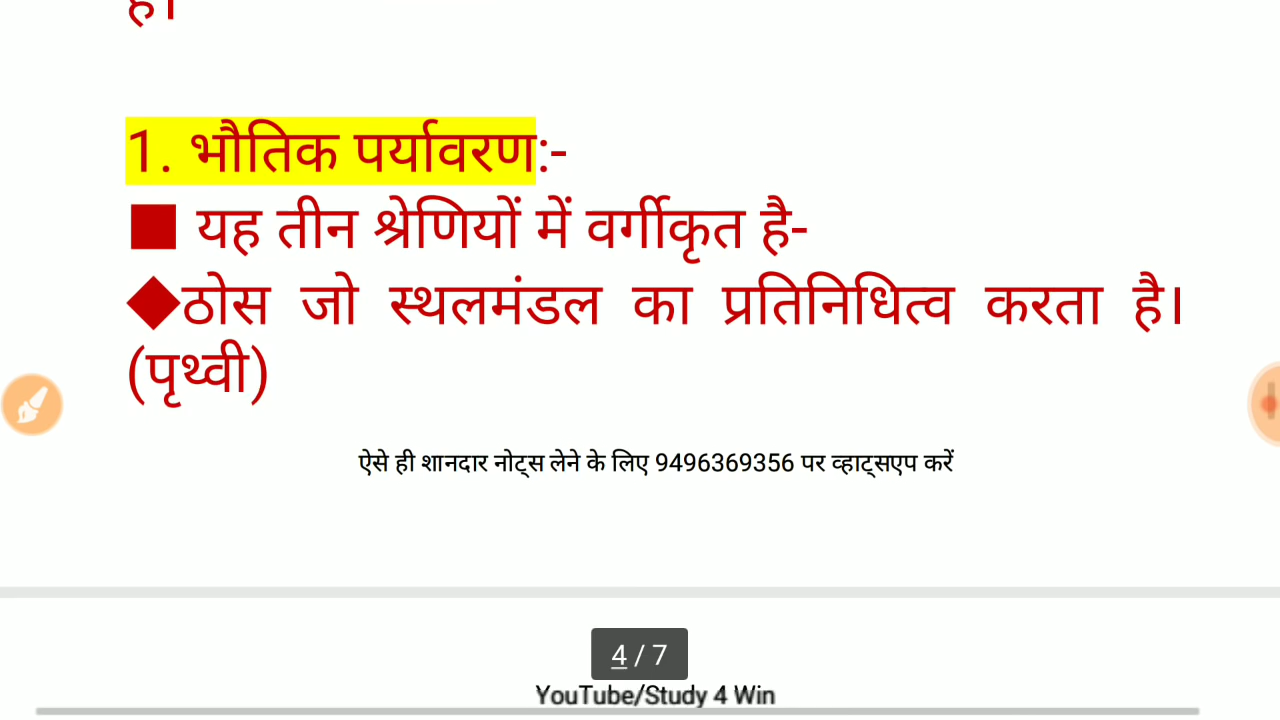 है।
1. भौतिक पर्यावरण:-
■ यह तीन श्रेणियों में वर्गीकृत है-
◆ठोस जो स्थलमंडल का प्रतिनिधित्व करता है।
(पृथ्वी)
ऐसे ही शानदार नोट्स लेने के लिए 9496369356 पर व्हाट्सएप करें
4 / 7
YouTube/Study 4 Win